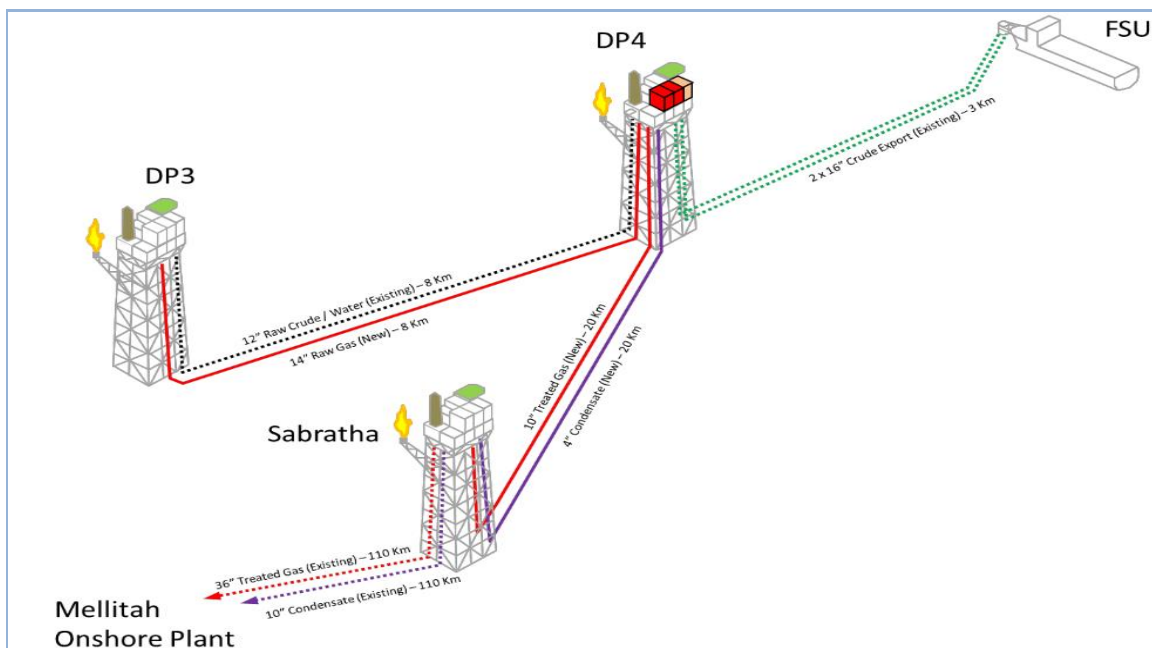 FSU
DP4
2 x 16” Crude Export (Existing) – 3 Km
DP3
12” Raw Crude / Water (Existing) – 8 Km
14” Raw Gas (New) – 8 Km
10” Treated Gas (New) – 20 Km
4” Condensate (New) – 20 Km
Sabratha
36” Treated Gas (Existing) – 110 Km
10” Condensate (Existing) – 110 Km
Mellitah
Onshore Plant